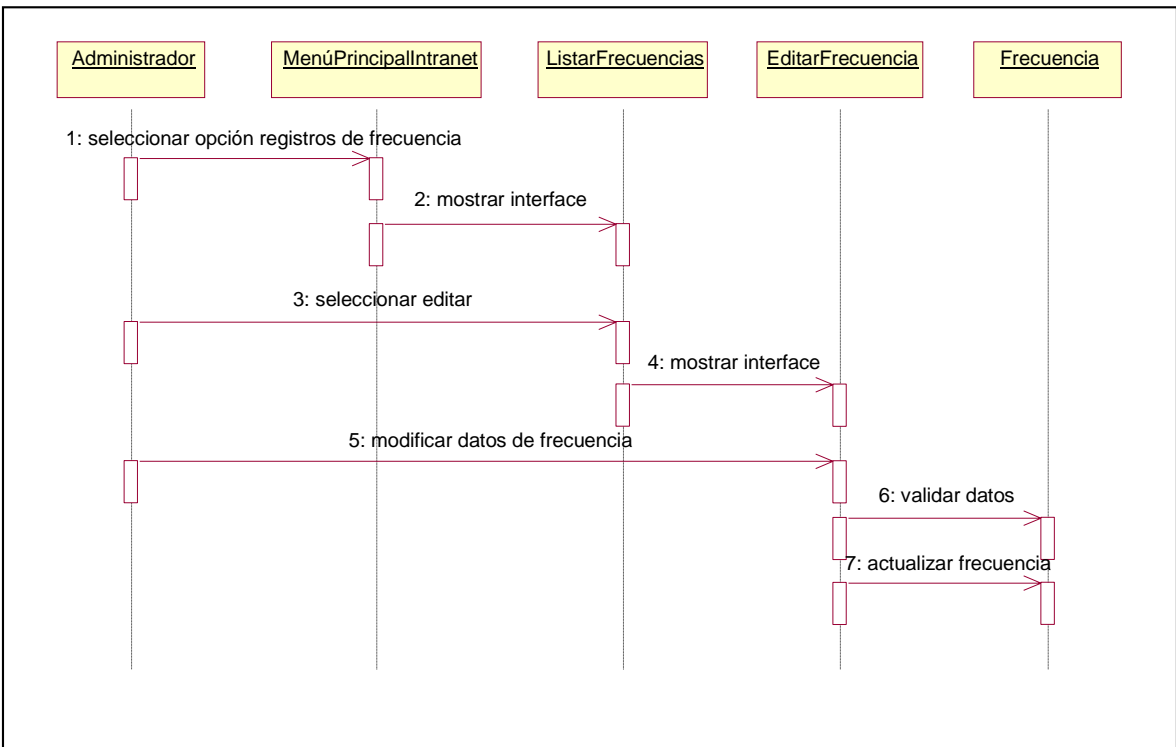 Administrador
MenúPrincipalIntranet
ListarFrecuencias
EditarFrecuencia
Frecuencia
1: seleccionar opción registros de frecuencia
2: mostrar interface
3: seleccionar editar
4: mostrar interface
5: modificar datos de frecuencia
6: validar datos
7: actualizar frecuencia